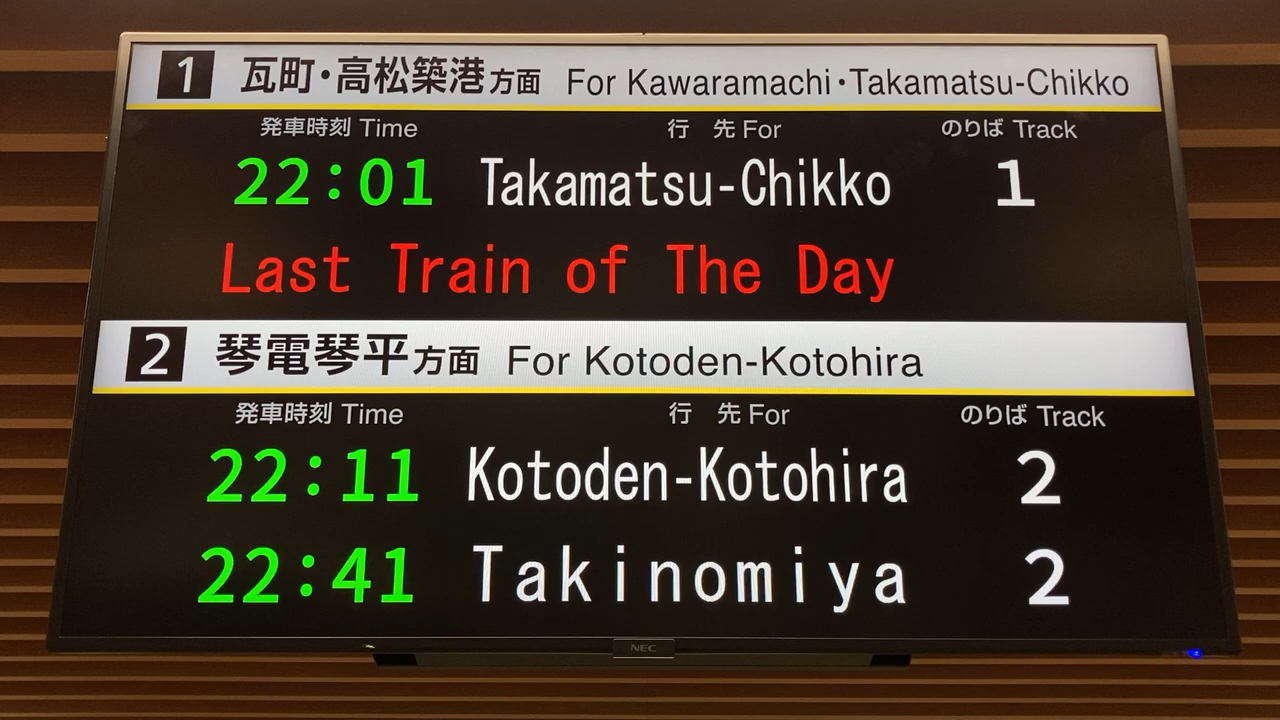 1 瓦町・高松築港方面 For Kawaramachi・Takamatsu-Chikko
発車時刻 Time 行 先 For のりば Track
22:01 Takamatsu-Chikko 1
Last Train of The Day
2 琴電琴平方面 For Kotoden-Kotohira
発車時刻 Time 行 先 For のりば Track
22:11 Kotoden-Kotohira 2
22:41 Takinomiya 2
NEC